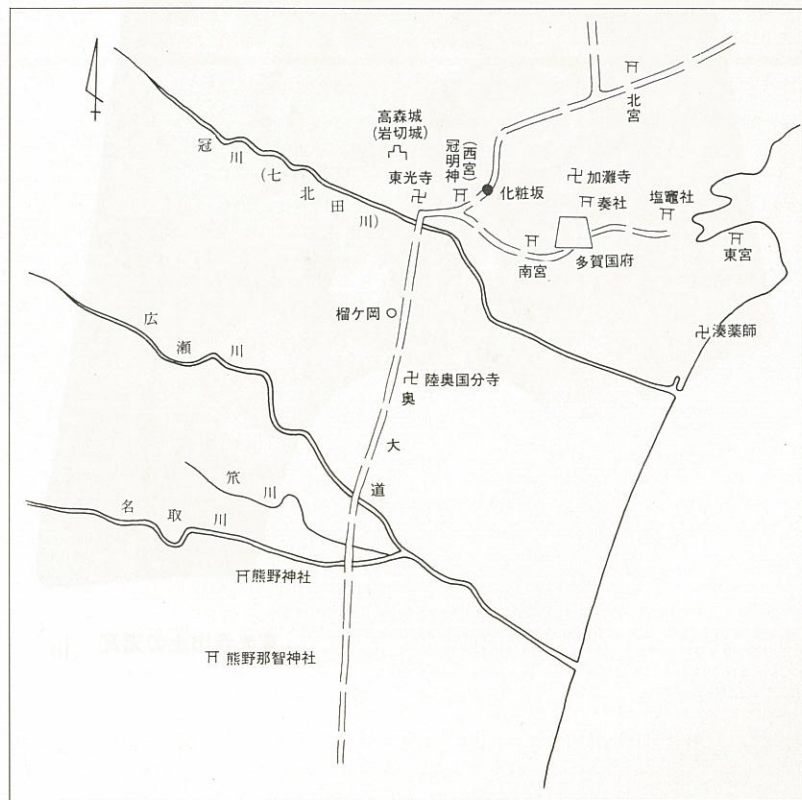 北宮
高森城
(岩切城)
冠川
(七北田川)
東光寺
冠明神
(西宮)
化粧坂
加灘寺
奏社
塩竈社
東宮
南宮
多賀国府
榴ケ岡
湊薬師
広瀬川
陸奥国分寺
奥大道
笊川
名取川
熊野神社
熊野那智神社